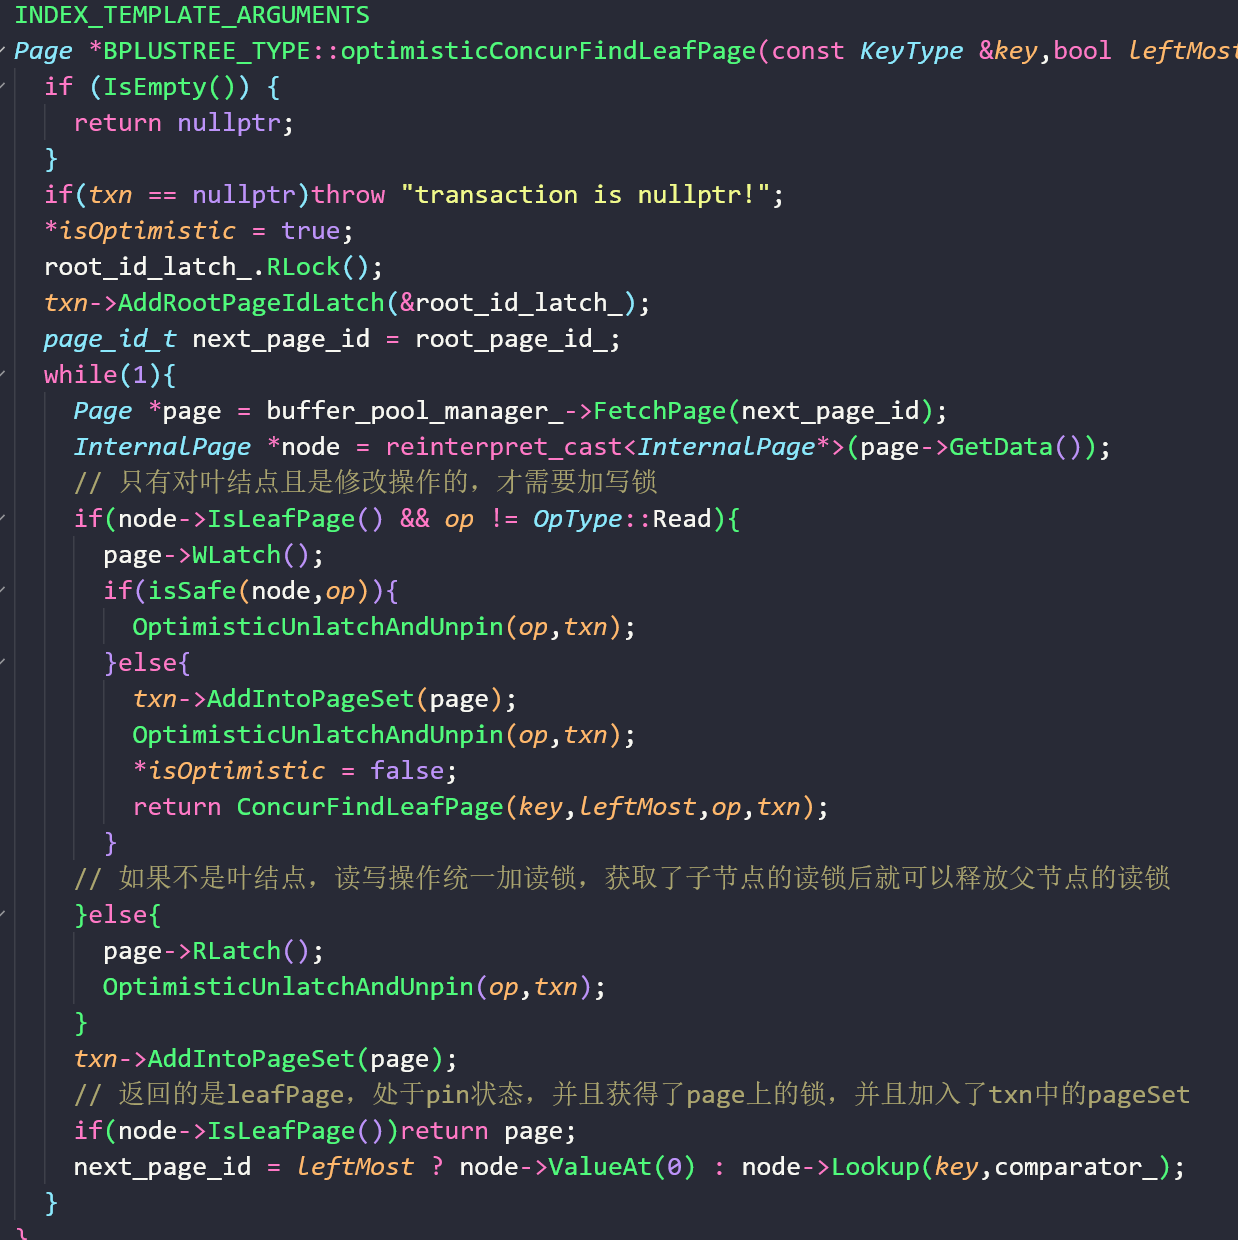 INDEX_TEMPLATE_ARGUMENTS
Page *BPLUSTREE_TYPE::optimisticConcurFindLeafPage(const KeyType &key,bool leftMost
if (IsEmpty()) {
return nullptr;
}
if(txn == nullptr)throw "transaction is nullptr!";
*isOptimistic = true;
root_id_latch_.RLock();
txn->AddRootPageIdLatch(&root_id_latch_);
page_id_t next_page_id = root_page_id_;
while(1){
Page *page = buffer_pool_manager_->FetchPage(next_page_id);
InternalPage *node = reinterpret_cast<InternalPage*>(page->GetData());
// 只有对叶结点且是修改操作的，才需要加写锁
if(node->IsLeafPage() && op != OpType::Read){
page->WLatch();
if(isSafe(node,op)){
OptimisticUnlatchAndUnpin(op,txn);
}else{
txn->AddIntoPageSet(page);
OptimisticUnlatchAndUnpin(op,txn);
*isOptimistic = false;
return ConcurFindLeafPage(key,leftMost,op,txn);
}
// 如果不是叶结点，读写操作统一加读锁，获取了子节点的读锁后就可以释放父节点的读锁
}else{
page->RLatch();
OptimisticUnlatchAndUnpin(op,txn);
}
txn->AddIntoPageSet(page);
// 返回的是leafPage，处于pin状态，并且获得了page上的锁，并且加入了txn中的pageSet
if(node->IsLeafPage())return page;
next_page_id = leftMost ? node->ValueAt(0) : node->Lookup(key,comparator_);
}
}